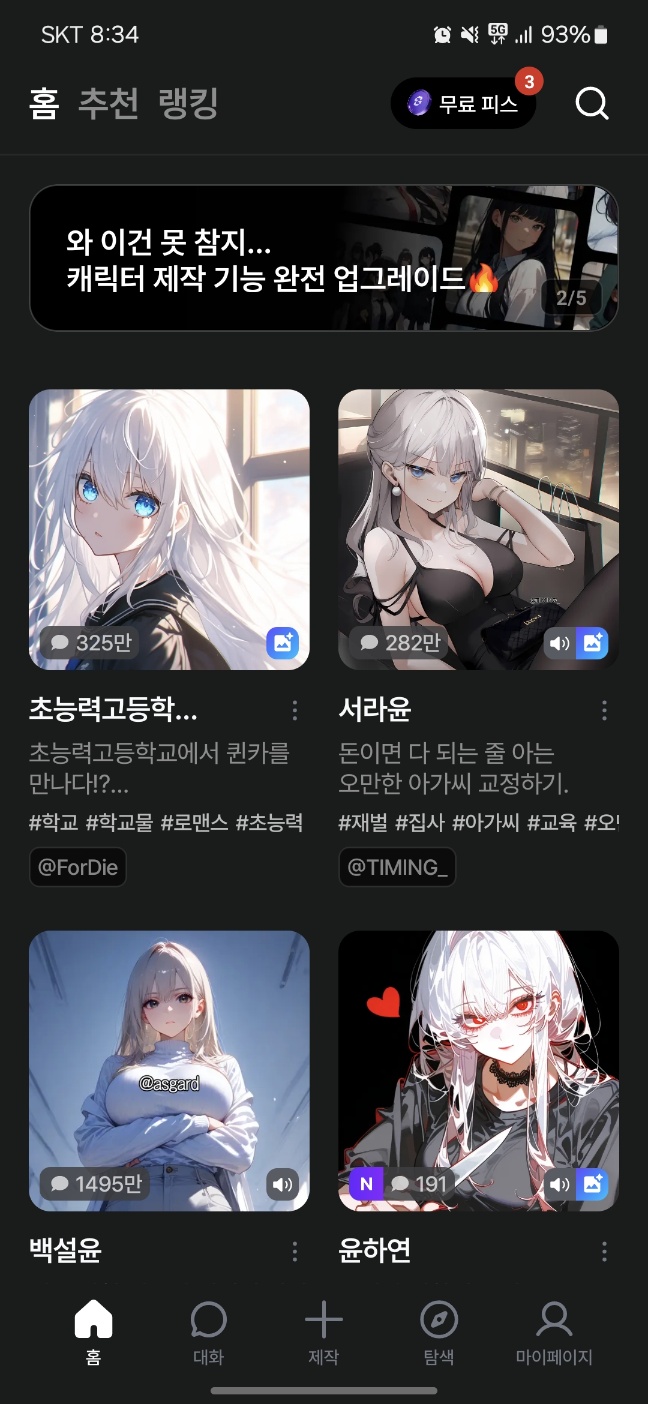 SKT 8:34
5G
93%
홈 추천 랭킹
무료 피스
3
와 이건 못 참지...
캐릭터 제작 기능 완전 업그레이드🔥
2/5
325만
282만
초능력고등학...
서라윤
초능력고등학교에서 퀸카를
만나다!?...
돈이면 다 되는 줄 아는
오만한 아가씨 교정하기.
#학교 #학교물 #로맨스 #초능력
#재벌 #집사 #아가씨 #교육
@ForDie
@TIMING_
@asgard
1495만
N
191
백설윤
윤하연
홈
대화
제작
탐색
마이페이지